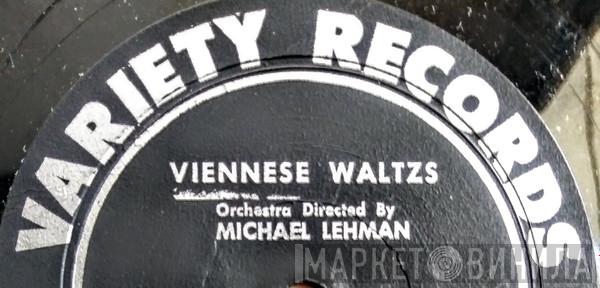 VARIETY RECORDS
VIENNESE WALTZS
Orchestra Directed By
MICHAEL LEHMAN
МАРКЕТ ВИНИЛА